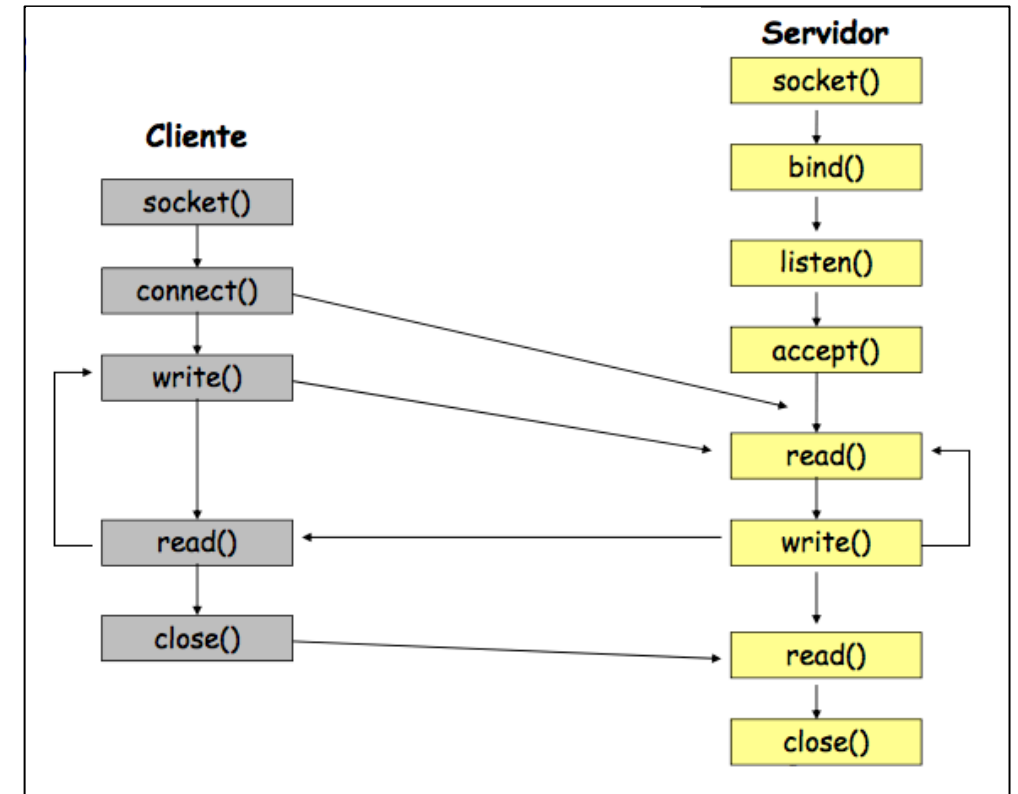 Servidor
socket()
bind()
listen()
accept()
read()
write()
read()
close()
Cliente
socket()
connect()
write()
read()
close()